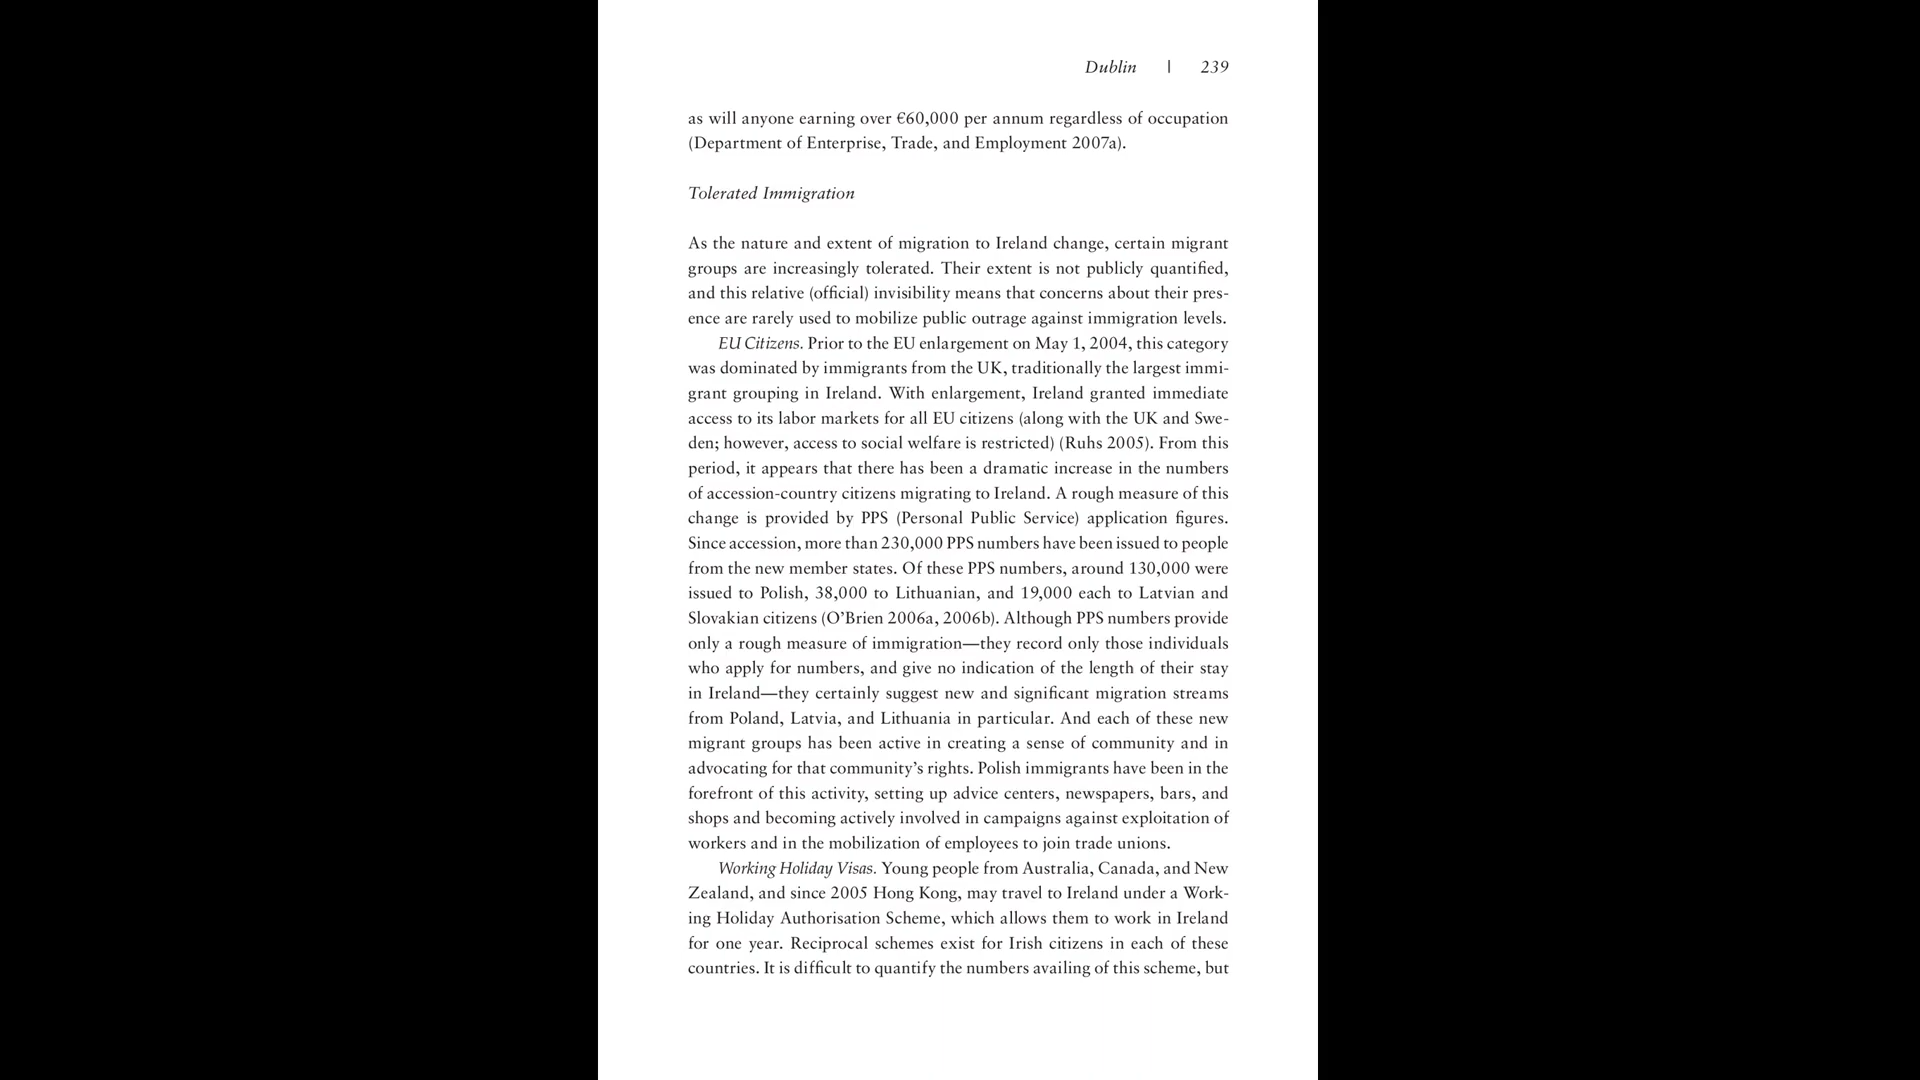 Dublin | 239
as will anyone earning over €60,000 per annum regardless of occupation
(Department of Enterprise, Trade, and Employment 2007a).
Tolerated Immigration
As the nature and extent of migration to Ireland change, certain migrant
groups are increasingly tolerated. Their extent is not publicly quantified,
and this relative (official) invisibility means that concerns about their pres-
ence are rarely used to mobilize public outrage against immigration levels.
EU Citizens. Prior to the EU enlargement on May 1, 2004, this category
was dominated by immigrants from the UK, traditionally the largest immi-
grant grouping in Ireland. With enlargement, Ireland granted immediate
access to its labor markets for all EU citizens (along with the UK and Swe-
den; however, access to social welfare is restricted) (Ruhs 2005). From this
period, it appears that there has been a dramatic increase in the numbers
of accession-country citizens migrating to Ireland. A rough measure of this
change is provided by PPS (Personal Public Service) application figures.
Since accession, more than 230,000 PPS numbers have been issued to people
from the new member states. Of these PPS numbers, around 130,000 were
issued to Polish, 38,000 to Lithuanian, and 19,000 each to Latvian and
Slovakian citizens (O’Brien 2006a, 2006b). Although PPS numbers provide
only a rough measure of immigration—they record only those individuals
who apply for numbers, and give no indication of the length of their stay
in Ireland—they certainly suggest new and significant migration streams
from Poland, Latvia, and Lithuania in particular. And each of these new
migrant groups has been active in creating a sense of community and in
advocating for that community’s rights. Polish immigrants have been in the
forefront of this activity, setting up advice centers, newspapers, bars, and
shops and becoming actively involved in campaigns against exploitation of
workers and in the mobilization of employees to join trade unions.
Working Holiday Visas. Young people from Australia, Canada, and New
Zealand, and since 2005 Hong Kong, may travel to Ireland under a Work-
ing Holiday Authorisation Scheme, which allows them to work in Ireland
for one year. Reciprocal schemes exist for Irish citizens in each of these
countries. It is difficult to quantify the numbers availing of this scheme, but